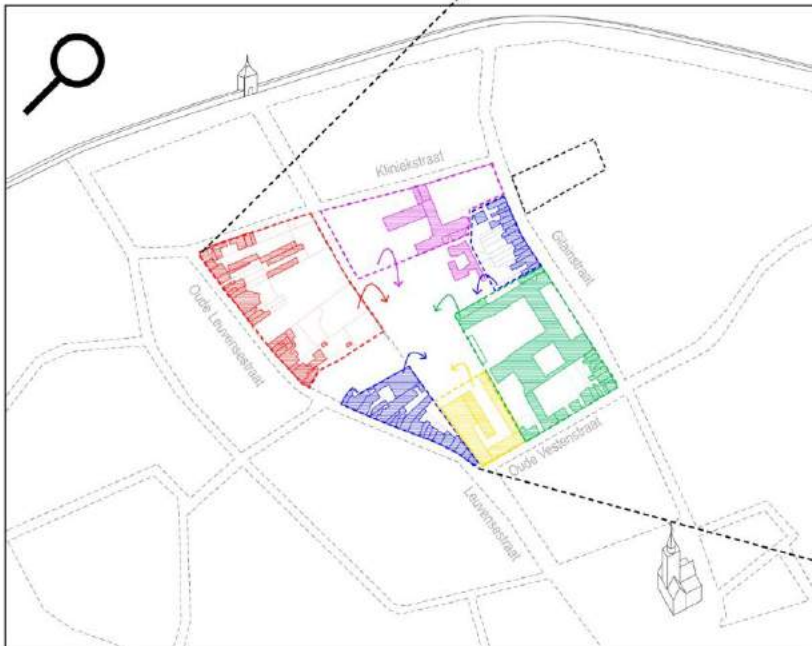 Kliniekstraat
Gilainstraat
Oude Leuvensestraat
Oude Vestenstraat
Leuvensestraat